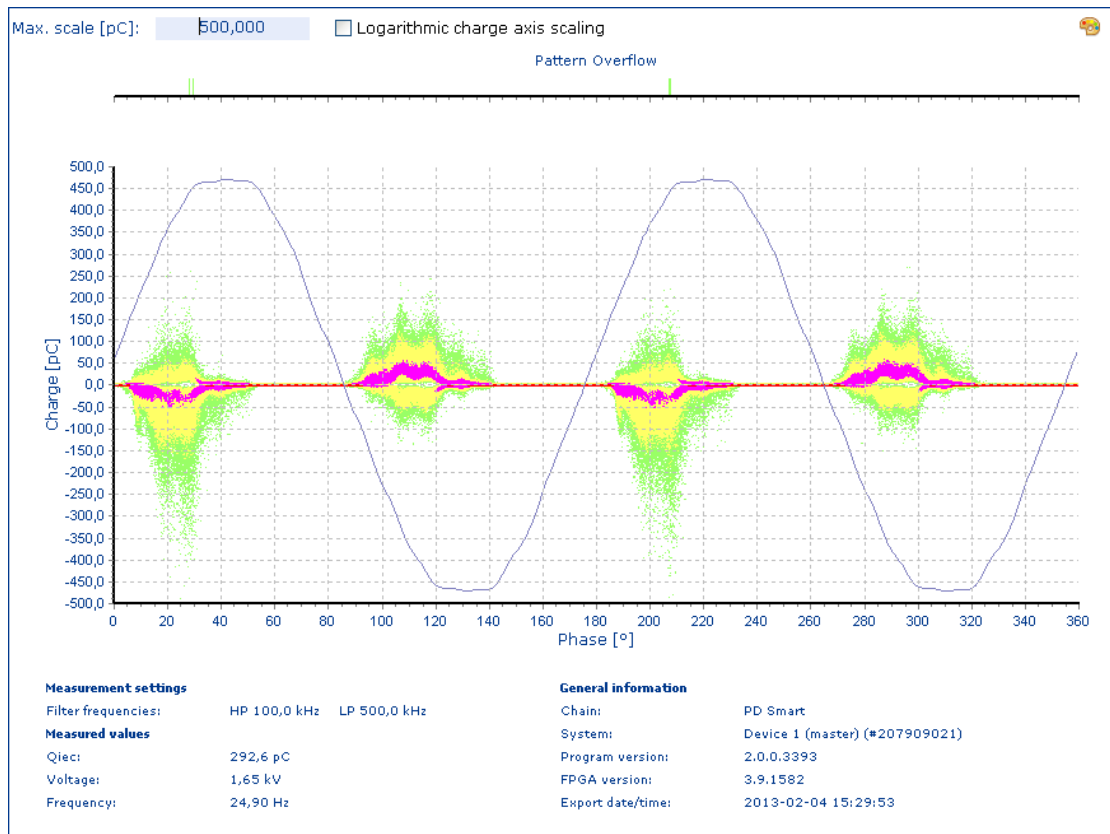 Max. scale [pC]: 500,000 Logarithmic charge axis scaling
Pattern Overflow
500,0
450,0
400,0
350,0
300,0
250,0
200,0
150,0
100,0
50,0
0,0
-50,0
-100,0
-150,0
-200,0
-250,0
-300,0
-350,0
-400,0
-450,0
-500,0
Charge [pC]
0 20 40 60 80 100 120 140 160 180 200 220 240 260 280 300 320 340 360
Phase [º]
Measurement settings
Filter frequencies: HP 100,0 kHz LP 500,0 kHz
Measured values
Qiec: 292,6 pC
Voltage: 1,65 kV
Frequency: 24,90 Hz
General information
Chain: PD Smart
System: Device 1 (master) (#207909021)
Program version: 2.0.0.3393
FPGA version: 3.9.1582
Export date/time: 2013-02-04 15:29:53